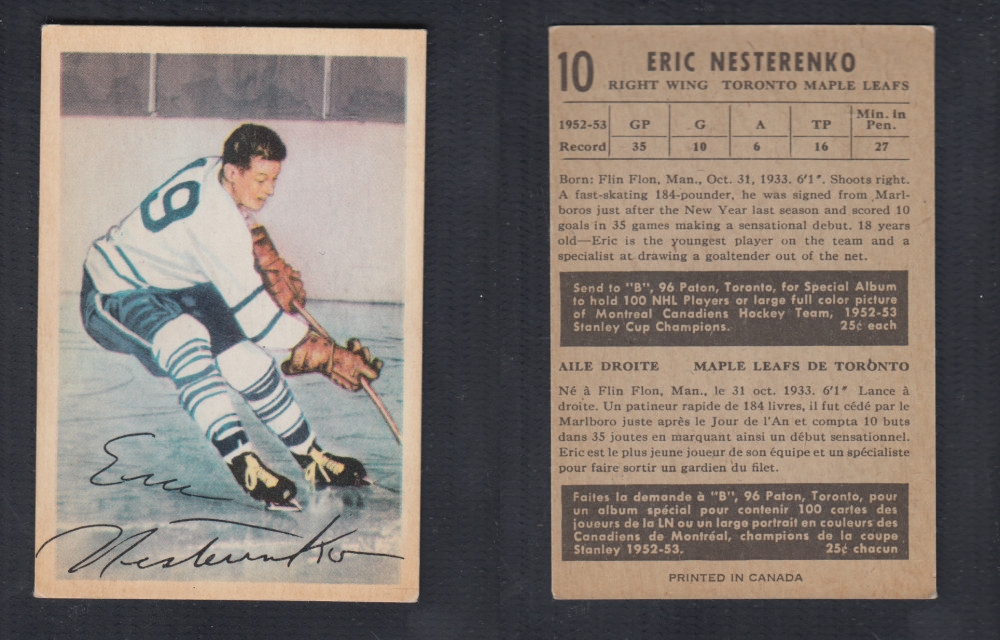 19
Eric
Nesterenko
10
ERIC NESTERENKO
RIGHT WING TORONTO MAPLE LEAFS
1952-53 GP G A TP Min. in Pen.
Record 35 10 6 16 27
Born: Flin Flon, Man., Oct. 31, 1933. 6'1". Shoots right.
A fast-skating 184-pounder, he was signed from Marl-
boros just after the New Year last season and scored 10
goals in 35 games making a sensational debut. 18 years
old—Eric is the youngest player on the team and a
specialist at drawing a goaltender out of the net.
Send to "B", 96 Paton, Toronto, for Special Album
to hold 100 NHL Players or large full color picture
of Montreal Canadiens Hockey Team, 1952-53
Stanley Cup Champions. 25¢ each
AILE DROITE MAPLE LEAFS DE TORONTO
Né à Flin Flon, Man., le 31 oct. 1933. 6'1" Lance à
droite. Un patineur rapide de 184 livres, il fut cédé par le
Marlboro juste après le Jour de l'An et compta 10 buts
dans 35 joutes en marquant ainsi un début sensationnel.
Eric est le plus jeune joueur de son équipe et un spécialiste
pour faire sortir un gardien du filet.
Faites la demande à "B", 96 Paton, Toronto, pour
un album spécial pour contenir 100 cartes des
joueurs de la LN ou un large portrait en couleurs des
Canadiens de Montréal, champions de la coupe
Stanley 1952-53. 25¢ chacun
PRINTED IN CANADA